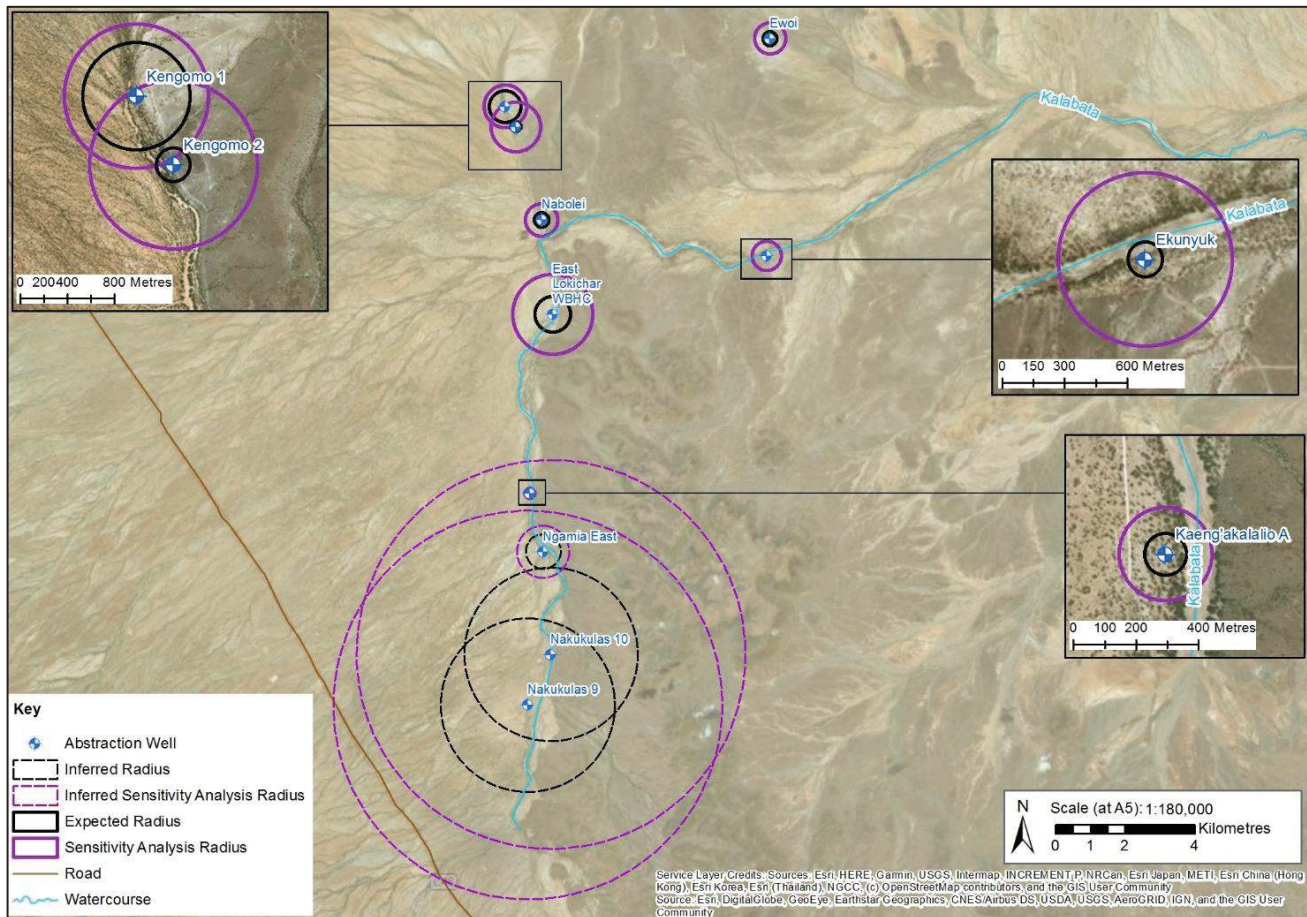 Kengomo 1
Kengomo 2
0 200400 800 Metres
Ewoi
Kalabata
Nabolei
East
Lokichar
WBHC
Kalabata
Ekunyuk
0 150 300 600 Metres
Kaeng'akalalio A
Kalabata
0 100 200 400 Metres
Ngamia East
Nakukulas 10
Nakukulas 9
Key
Abstraction Well
Inferred Radius
Inferred Sensitivity Analysis Radius
Expected Radius
Sensitivity Analysis Radius
Road
Watercourse
N
Scale (at A5): 1:180,000
Kilometres
0 1 2 4
Service Layer Credits: Sources: Esri, HERE, Garmin, USGS, Intermap, INCREMENT P, NRCan, Esri Japan, METI, Esri China (Hong
Kong), Esri Korea, Esri (Thailand), NGCC, (c) OpenStreetMap contributors, and the GIS User Community
Source: Esri, DigitalGlobe, GeoEye, Earthstar Geographics, CNES/Airbus DS, USDA, USGS, AeroGRID, IGN, and the GIS User
Community